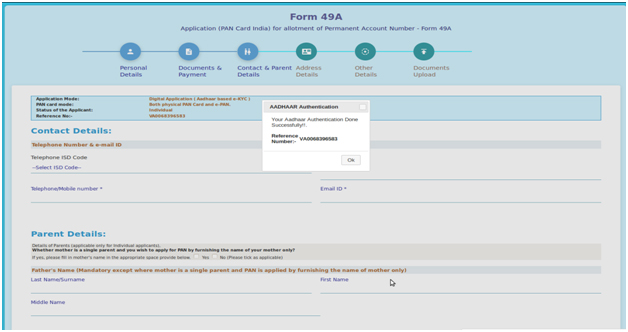 Form 49A
Application (PAN Card India) for allotment of Permanent Account Number - Form 49A
Personal Details
Documents & Payment
Contact & Parent Details
Address Details
Other Details
Documents Upload
Application Mode: Digital Application ( Aadhaar based e-KYC )
PAN card mode: Both physical PAN Card and e-PAN.
Status of the Applicant: Individual
Reference No:- VA0068396583
AADHAAR Authentication
Your Aadhaar Authentication Done
Successfully!!.
Reference Number:- VA0068396583
Ok
Contact Details:
Telephone Number & e-mail ID
Telephone ISD Code
--Select ISD Code--
Telephone/Mobile number *
Email ID *
Parent Details:
Details of Parents (applicable only for Individual applicants).
Whether mother is a single parent and you wish to apply for PAN by furnishing the name of your mother only?
If yes, please fill in mother's name in the appropriate space provide below. Yes No (Please tick as applicable)
Father's Name (Mandatory except where mother is a single parent and PAN is applied by furnishing the name of mother only)
Last Name/Surname
First Name
Middle Name